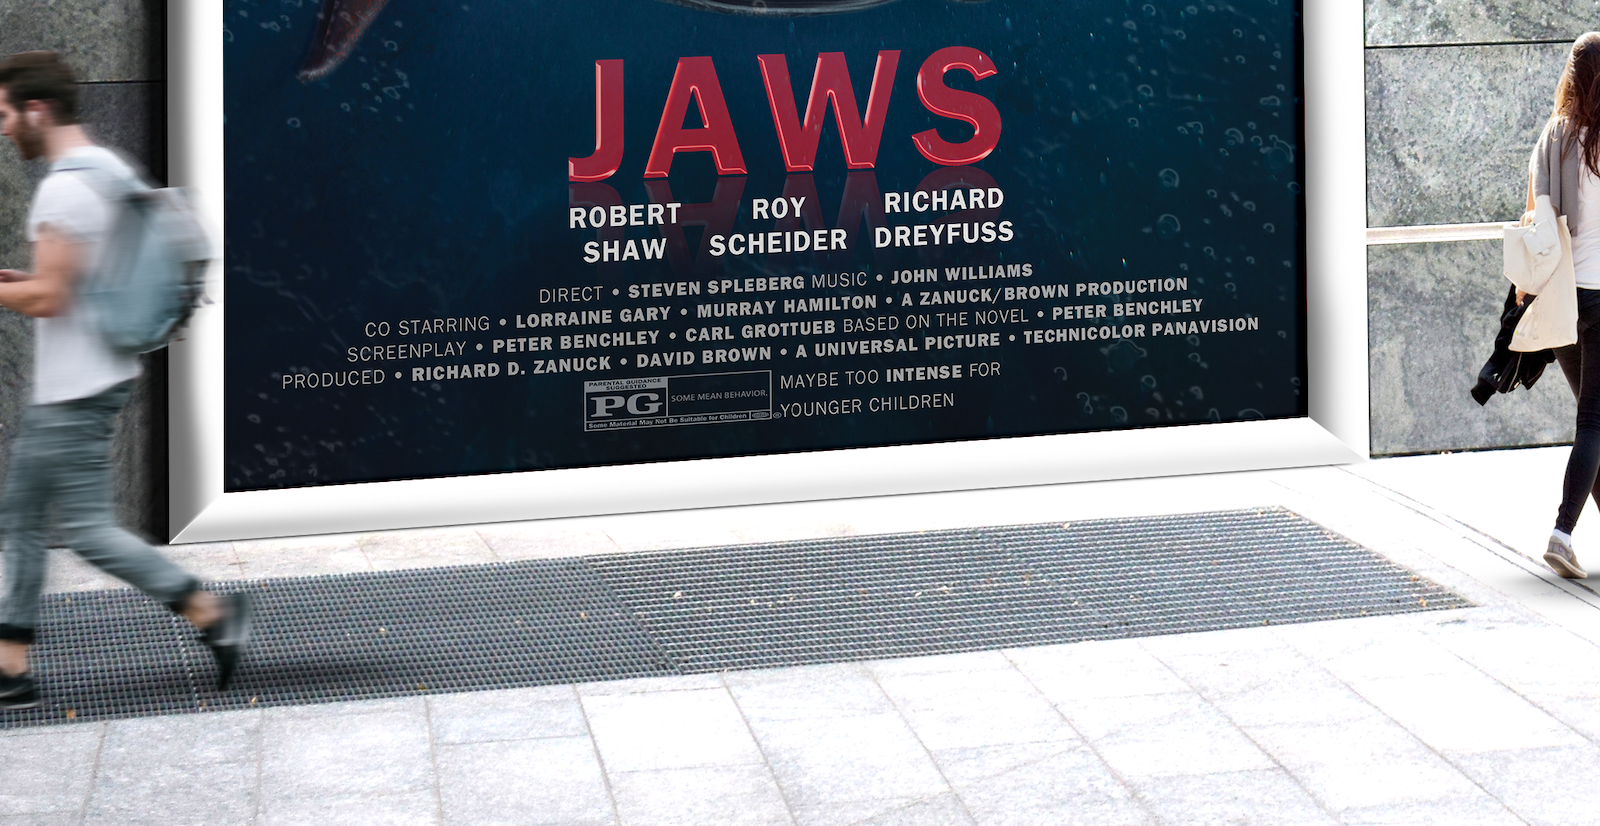 JAWS
ROBERT SHAW
ROY SCHEIDER
RICHARD DREYFUSS
DIRECT • STEVEN SPLEBERG MUSIC • JOHN WILLIAMS
CO STARRING • LORRAINE GARY • MURRAY HAMILTON • A ZANUCK/BROWN PRODUCTION
SCREENPLAY • PETER BENCHLEY • CARL GROTTUEB BASED ON THE NOVEL • PETER BENCHLEY
PRODUCED • RICHARD D. ZANUCK • DAVID BROWN • A UNIVERSAL PICTURE • TECHNICOLOR PANAVISION
PARENTAL GUIDANCE SUGGESTED
PG
SOME MEAN BEHAVIOR.
Some Material May Not Be Suitable for Children
®
MAYBE TOO INTENSE FOR
YOUNGER CHILDREN